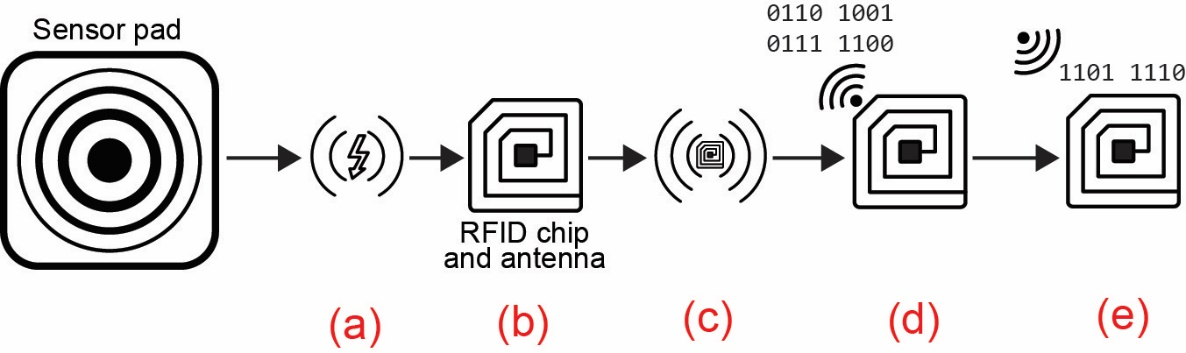 Sensor pad
0110 1001
0111 1100
1101 1110
RFID chip
and antenna
(a)
(b)
(c)
(d)
(e)